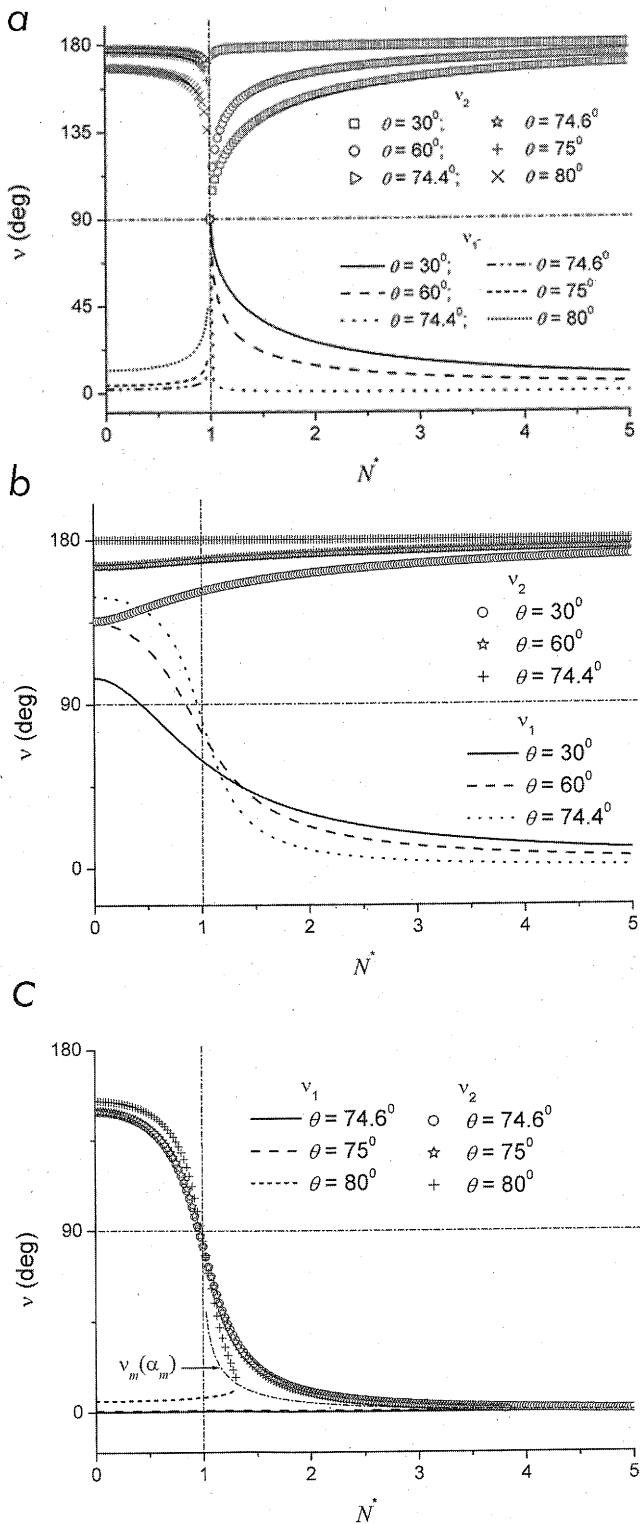 a
180
135
90
45
0
ν (deg)
ν₂
θ = 30⁰; θ = 74.6⁰
θ = 60⁰; θ = 75⁰
θ = 74.4⁰; θ = 80⁰
ν₁
θ = 30⁰; θ = 74.6⁰
θ = 60⁰; θ = 75⁰
θ = 74.4⁰; θ = 80⁰
0 1 2 3 4 5
N*
b
180
90
0
ν (deg)
ν₂
θ = 30⁰
θ = 60⁰
θ = 74.4⁰
ν₁
θ = 30⁰
θ = 60⁰
θ = 74.4⁰
0 1 2 3 4 5
N*
c
180
90
0
ν (deg)
ν₁ ν₂
θ = 74.6⁰ θ = 74.6⁰
θ = 75⁰ θ = 75⁰
θ = 80⁰ θ = 80⁰
νₘ(αₘ)
0 1 2 3 4 5
N*